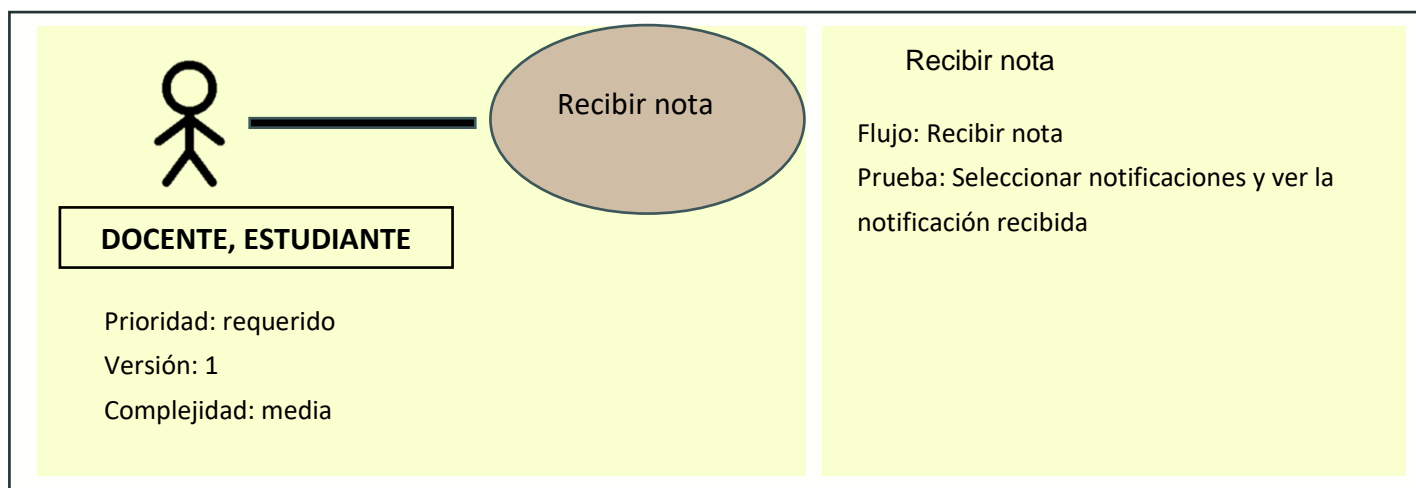 Recibir nota
DOCENTE, ESTUDIANTE
Prioridad: requerido
Versión: 1
Complejidad: media
Recibir nota
Flujo: Recibir nota
Prueba: Seleccionar notificaciones y ver la
notificación recibida